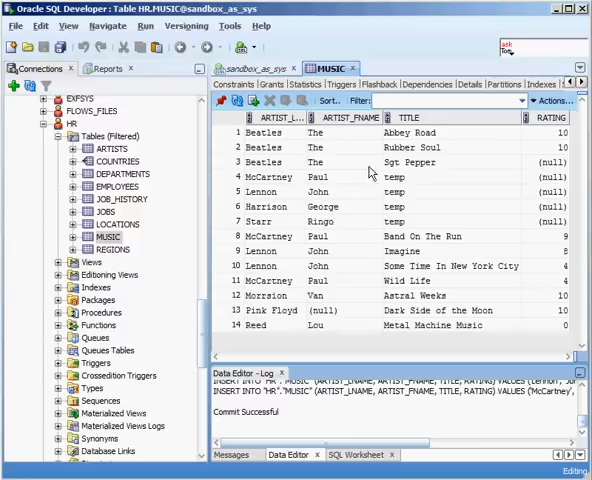 Oracle SQL Developer: Table HR.MUSIC@sandbox_as_sys
File Edit View Navigate Run Versioning Tools Help
ask
Tom
Connections Reports sandbox_as_sys MUSIC
Constraints Grants Statistics Triggers Flashback Dependencies Details Partitions Indexes
Sort.. Filter: Actions...
ARTIST_L... ARTIST_FNAME TITLE RATING
1 Beatles The Abbey Road 10
2 Beatles The Rubber Soul 10
3 Beatles The Sgt Pepper (null)
4 McCartney Paul temp (null)
5 Lennon John temp (null)
6 Harrison George temp (null)
7 Starr Ringo temp (null)
8 McCartney Paul Band On The Run 9
9 Lennon John Imagine 8
10 Lennon John Some Time In New York City 4
11 McCartney Paul Wild Life 4
12 Morrsion Van Astral Weeks 10
13 Pink Floyd (null) Dark Side of the Moon 10
14 Reed Lou Metal Machine Music 0
EXFSYS
FLOWS_FILES
HR
Tables (Filtered)
ARTISTS
COUNTRIES
DEPARTMENTS
EMPLOYEES
JOB_HISTORY
JOBS
LOCATIONS
MUSIC
REGIONS
Views
Editioning Views
Indexes
Packages
Procedures
Functions
Queues
Queues Tables
Triggers
Crossedition Triggers
Types
Sequences
Materialized Views
Materialized Views Logs
Synonyms
Database Links
Data Editor - Log
INSERT INTO "HR"."MUSIC" (ARTIST_LNAME, ARTIST_FNAME, TITLE, RATING) VALUES ('Lennon',
INSERT INTO "HR"."MUSIC" (ARTIST_LNAME, ARTIST_FNAME, TITLE, RATING) VALUES ('McCartney',
Commit Successful
Messages Data Editor SQL Worksheet
Editing